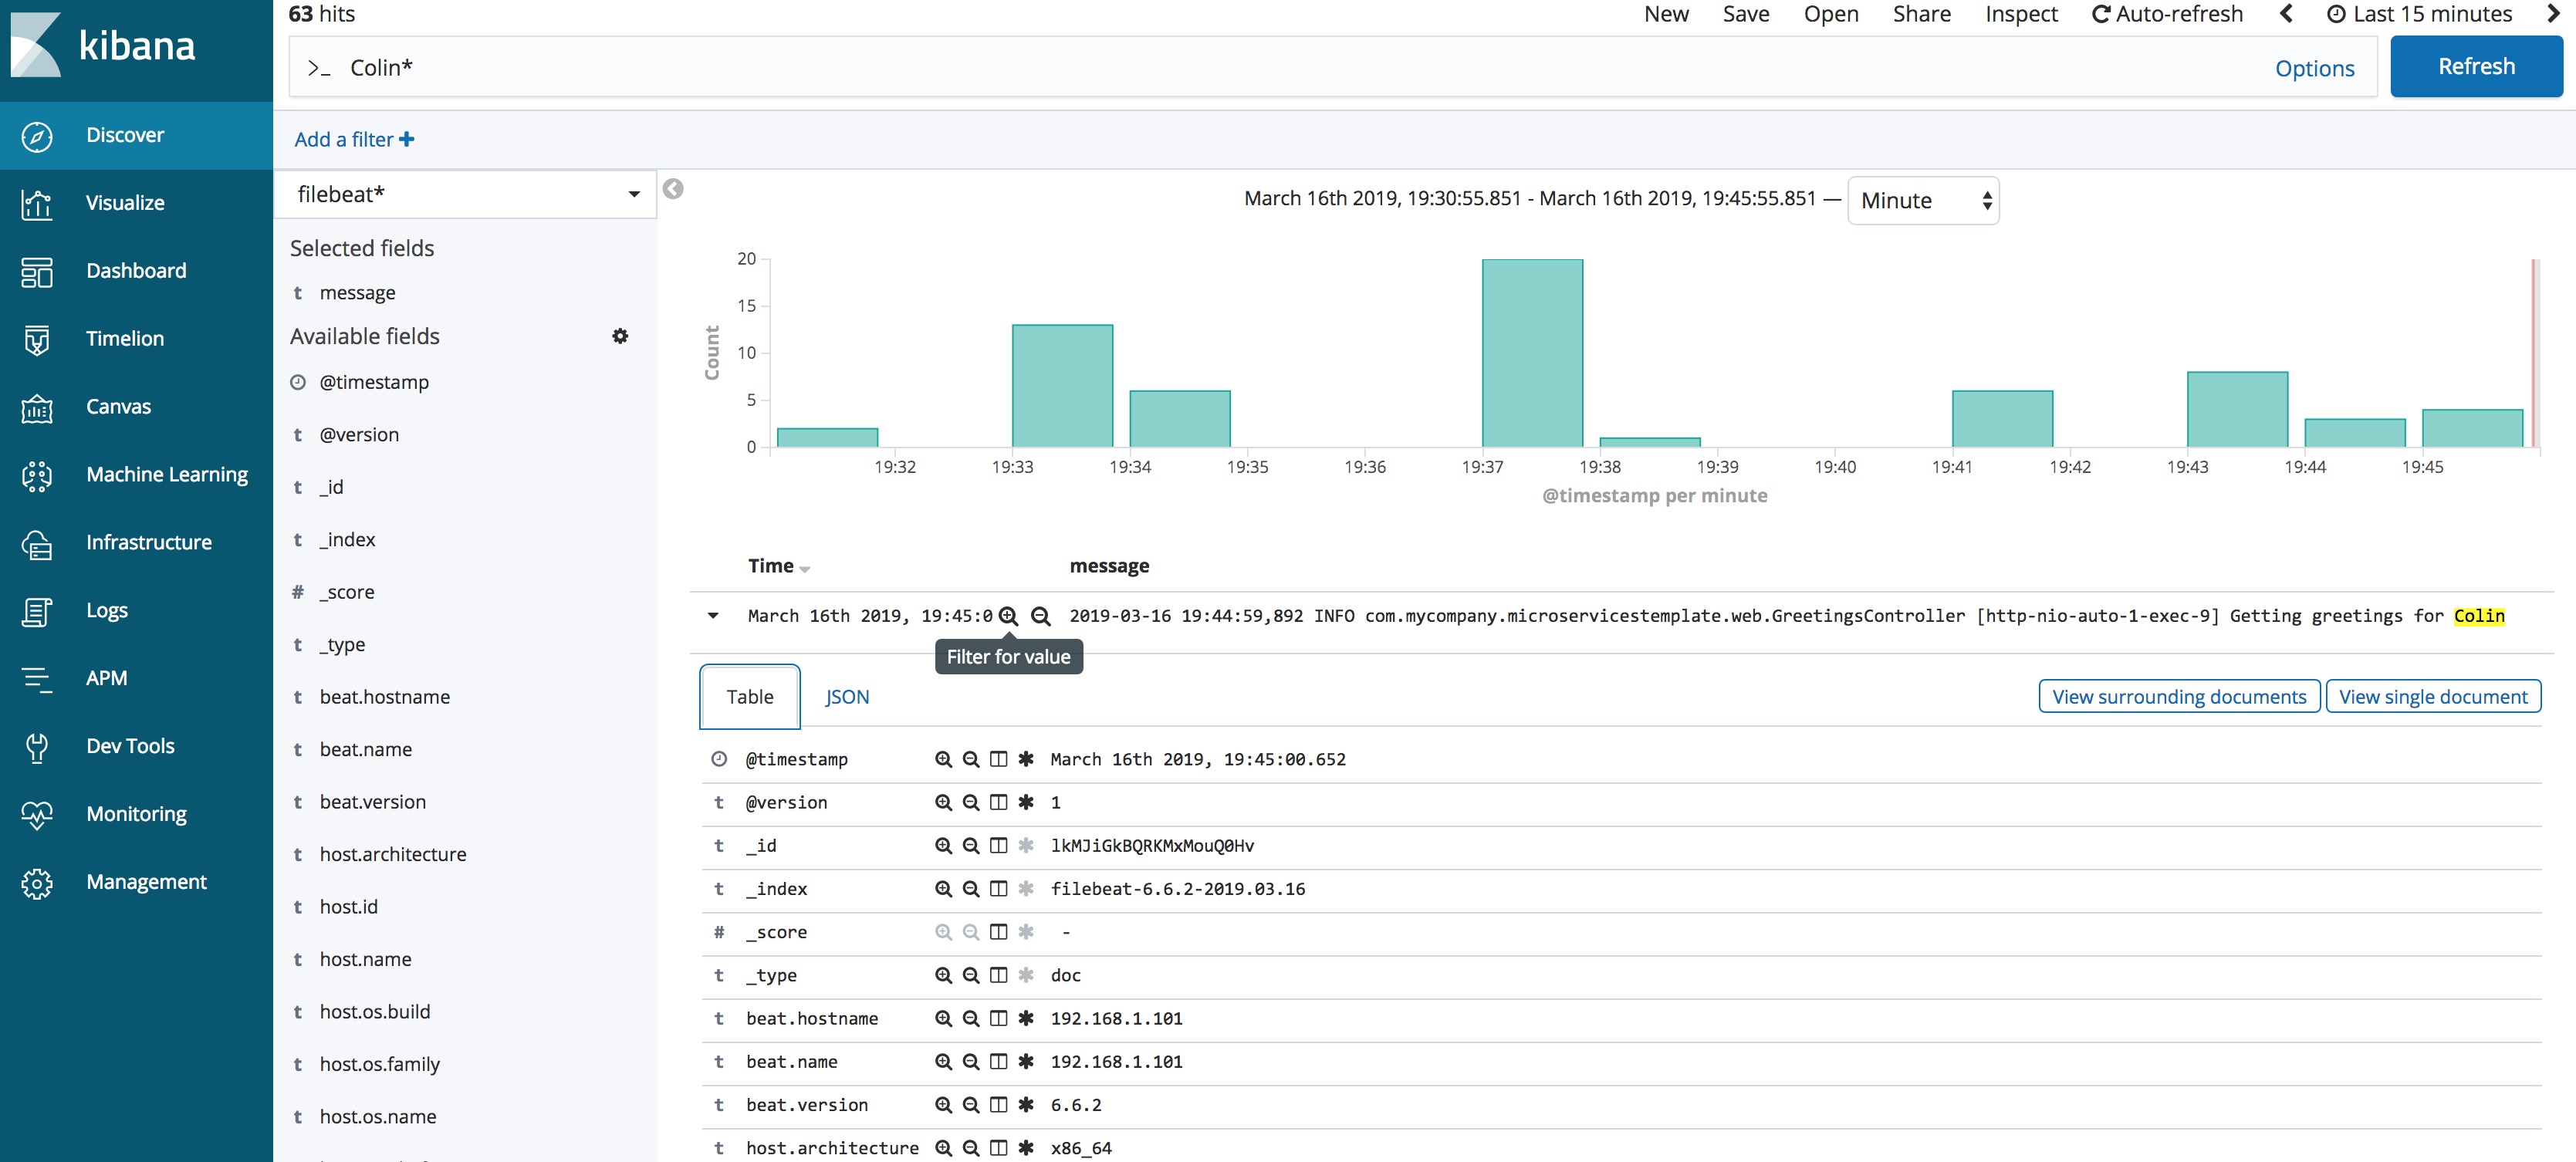 kibana
Discover
Visualize
Dashboard
Timelion
Canvas
Machine Learning
Infrastructure
Logs
APM
Dev Tools
Monitoring
Management
63 hits
New Save Open Share Inspect Auto-refresh Last 15 minutes
>_ Colin*
Options
Refresh
Add a filter +
filebeat*
Selected fields
t message
Available fields
@timestamp
t @version
t _id
t _index
# _score
t _type
t beat.hostname
t beat.name
t beat.version
t host.architecture
t host.id
t host.name
t host.os.build
t host.os.family
t host.os.name
March 16th 2019, 19:30:55.851 - March 16th 2019, 19:45:55.851 — Minute
Count
20
15
10
5
0
19:32 19:33 19:34 19:35 19:36 19:37 19:38 19:39 19:40 19:41 19:42 19:43 19:44 19:45
@timestamp per minute
Time message
March 16th 2019, 19:45:0 2019-03-16 19:44:59,892 INFO com.mycompany.microservicestemplate.web.GreetingsController [http-nio-auto-1-exec-9] Getting greetings for Colin
Filter for value
Table JSON View surrounding documents View single document
@timestamp March 16th 2019, 19:45:00.652
t @version 1
t _id lkMJiGkBQRKMxMouQ0Hv
t _index filebeat-6.6.2-2019.03.16
# _score -
t _type doc
t beat.hostname 192.168.1.101
t beat.name 192.168.1.101
t beat.version 6.6.2
t host.architecture x86_64